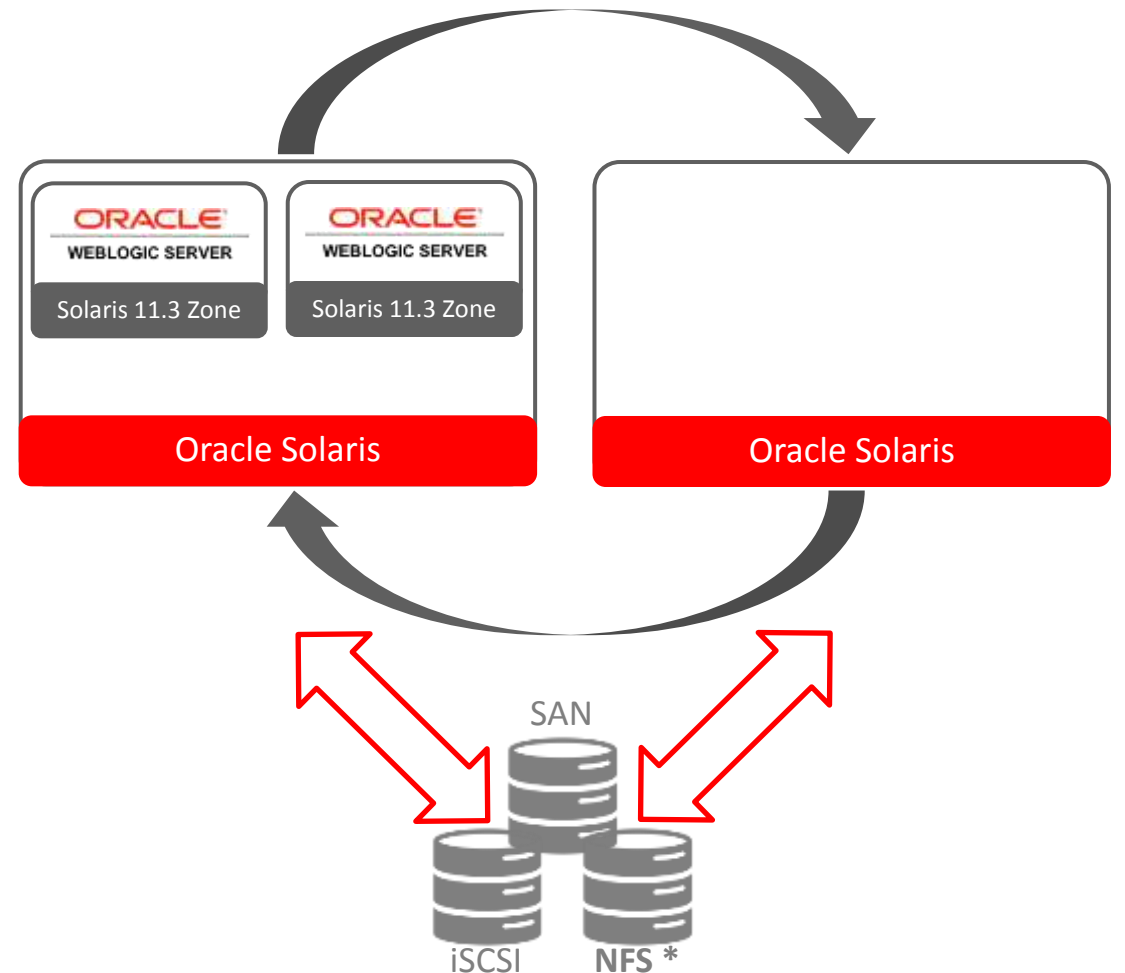 ORACLE
WEBLOGIC SERVER
Solaris 11.3 Zone
ORACLE
WEBLOGIC SERVER
Solaris 11.3 Zone
Oracle Solaris
Oracle Solaris
SAN
iSCSI
NFS *